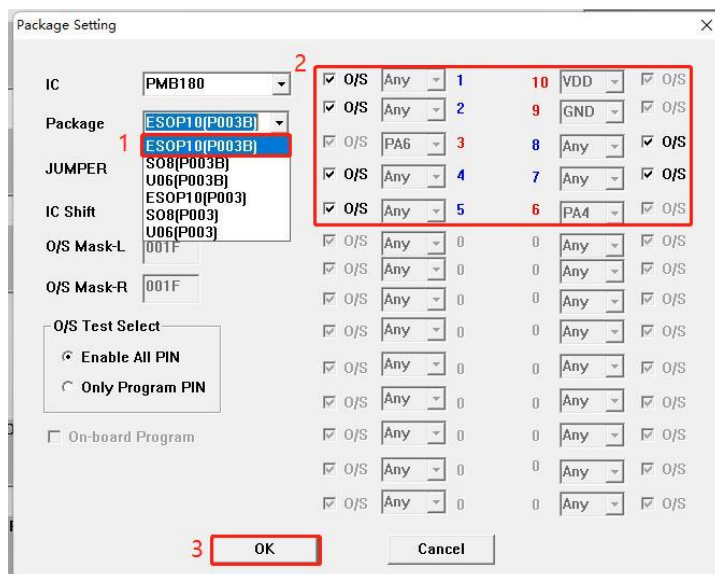 Package Setting
2
IC PMB180
Package ESOP10(P003B)
1
ESOP10(P003B)
SO8(P003B)
U06(P003B)
ESOP10(P003)
SO8(P003)
U06(P003)
JUMPER
IC Shift
O/S Mask-L 001F
O/S Mask-R 001F
O/S Test Select
Enable All PIN
Only Program PIN
On-board Program
O/S Any 1 10 VDD O/S
O/S Any 2 9 GND O/S
O/S PA6 3 8 Any O/S
O/S Any 4 7 Any O/S
O/S Any 5 6 PA4 O/S
O/S Any 0 0 Any O/S
O/S Any 0 0 Any O/S
O/S Any 0 0 Any O/S
O/S Any 0 0 Any O/S
O/S Any 0 0 Any O/S
O/S Any 0 0 Any O/S
O/S Any 0 0 Any O/S
O/S Any 0 0 Any O/S
O/S Any 0 0 Any O/S
3 OK Cancel